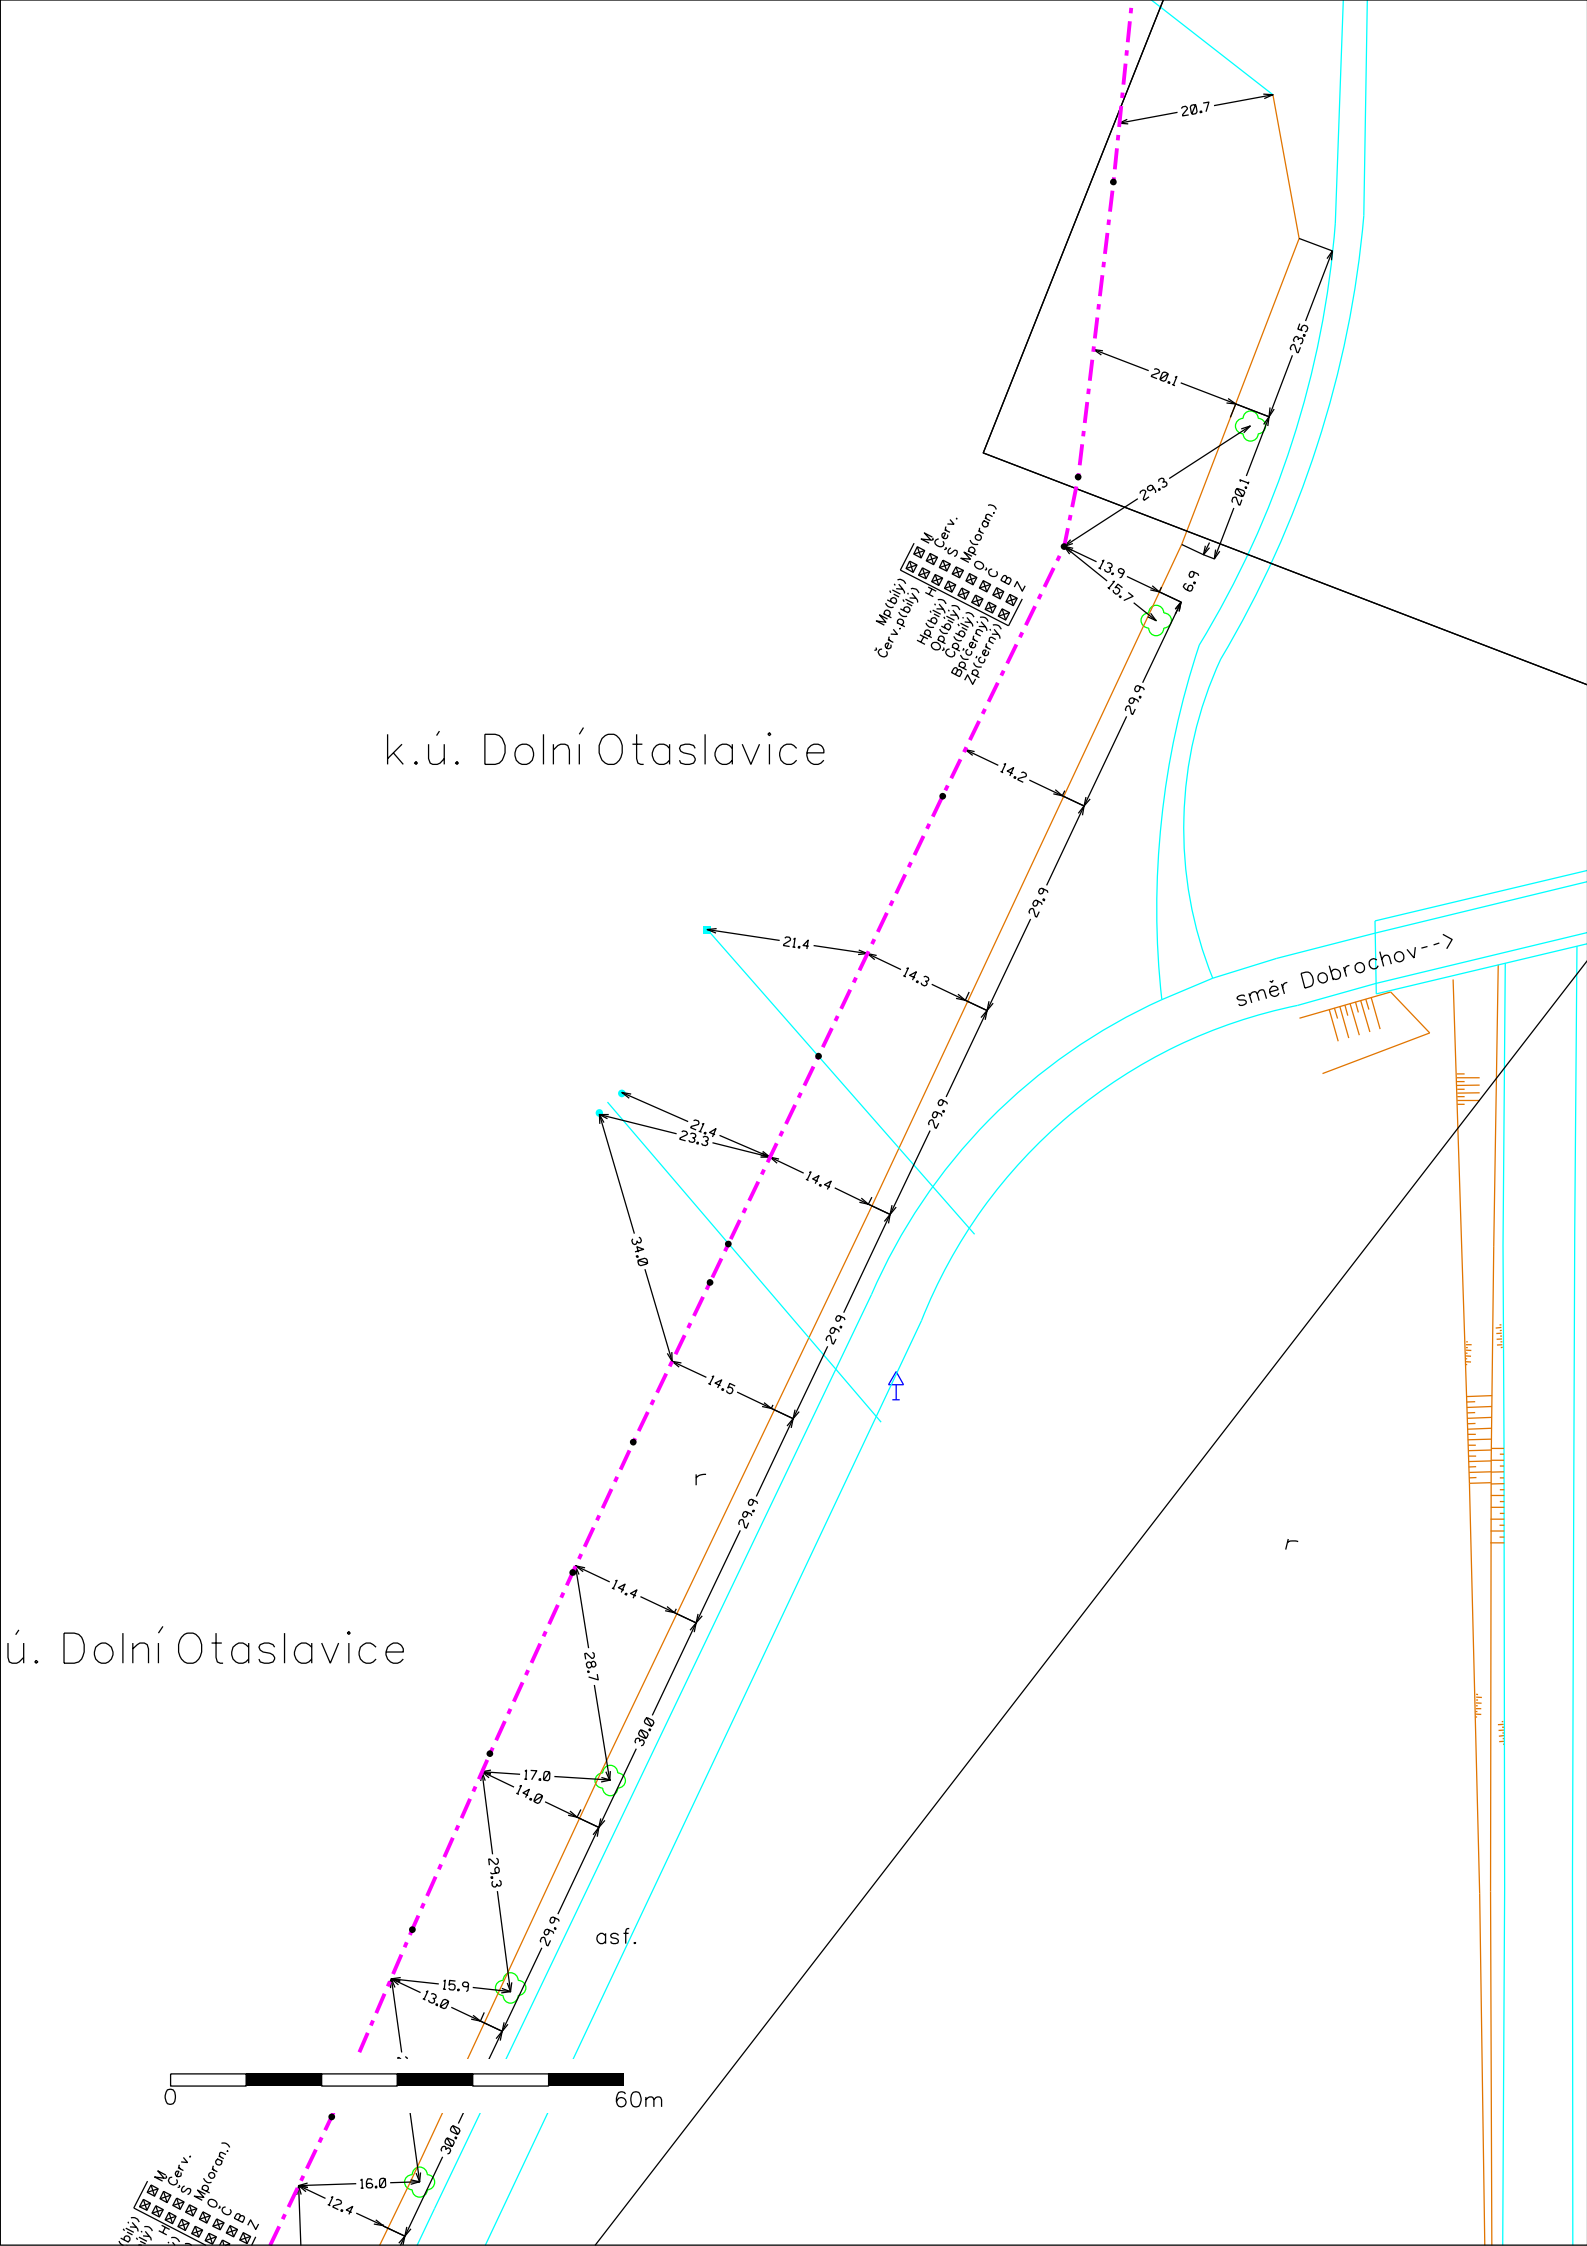 20.7
23.5
20.1
20.1
29.3
13.9
15.7
6.9
M
Červ.
S
Mp(oran.)
O
Č
B
Z
Mp(bílý)
Červ.p(bílý)
H
Hp(bílý)
Op(bílý)
Čp(bílý)
Bp(černý)
Zp(černý)
29.9
k.ú. Dolní Otaslavice
14.2
29.9
21.4
14.3
směr Dobrochov-->
29.9
21.4
23.3
14.4
34.0
29.9
14.5
r
29.9
r
14.4
ú. Dolní Otaslavice
28.7
30.0
17.0
14.0
29.3
29.9
asf.
15.9
13.0
0
60m
30.0
M
Červ.
S
Mp(oran.)
O
Č
B
Z
H
16.0
12.4